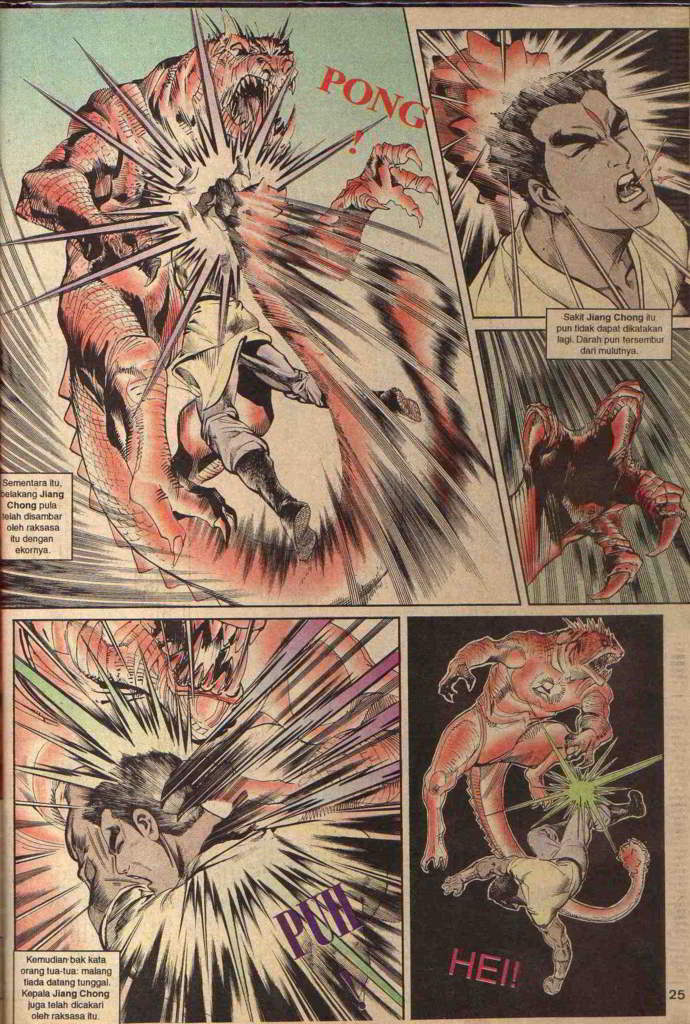 PONG
!
Sakit Jiang Chong itu
pun tidak dapat dikatakan
lagi. Darah pun tersembur
dari mulutnya.
Sementara itu,
belakang Jiang
Chong pula
telah disambar
oleh raksasa
itu dengan
ekornya.
PUH
!
Kemudian bak kata
orang tua-tua: malang
tiada datang tunggal.
Kepala Jiang Chong
juga telah dicakari
oleh raksasa itu.
HEI!
25